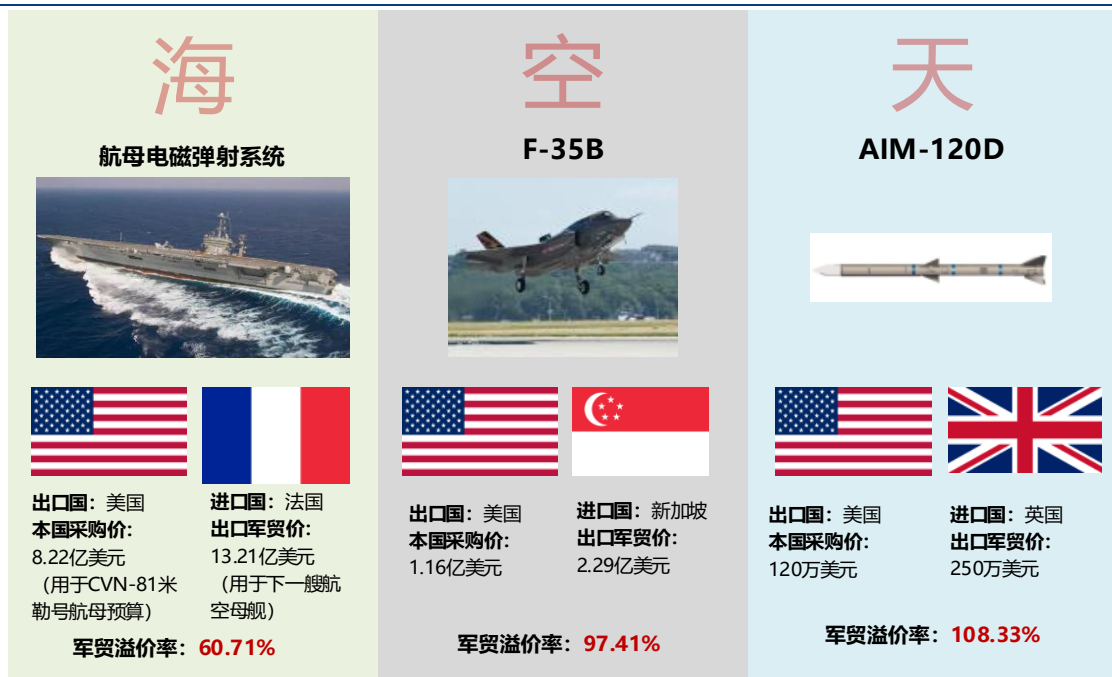 海
航母电磁弹射系统
出口国：美国
本国采购价：
8.22亿美元
（用于CVN-81米
勒号航母预算）
进口国：法国
出口军贸价：
13.21亿美元
（用于下一艘航
空母舰）
军贸溢价率：60.71%
空
F-35B
出口国：美国
本国采购价：
1.16亿美元
进口国：新加坡
出口军贸价：
2.29亿美元
军贸溢价率：97.41%
天
AIM-120D
出口国：美国
本国采购价：
120万美元
进口国：英国
出口军贸价：
250万美元
军贸溢价率：108.33%